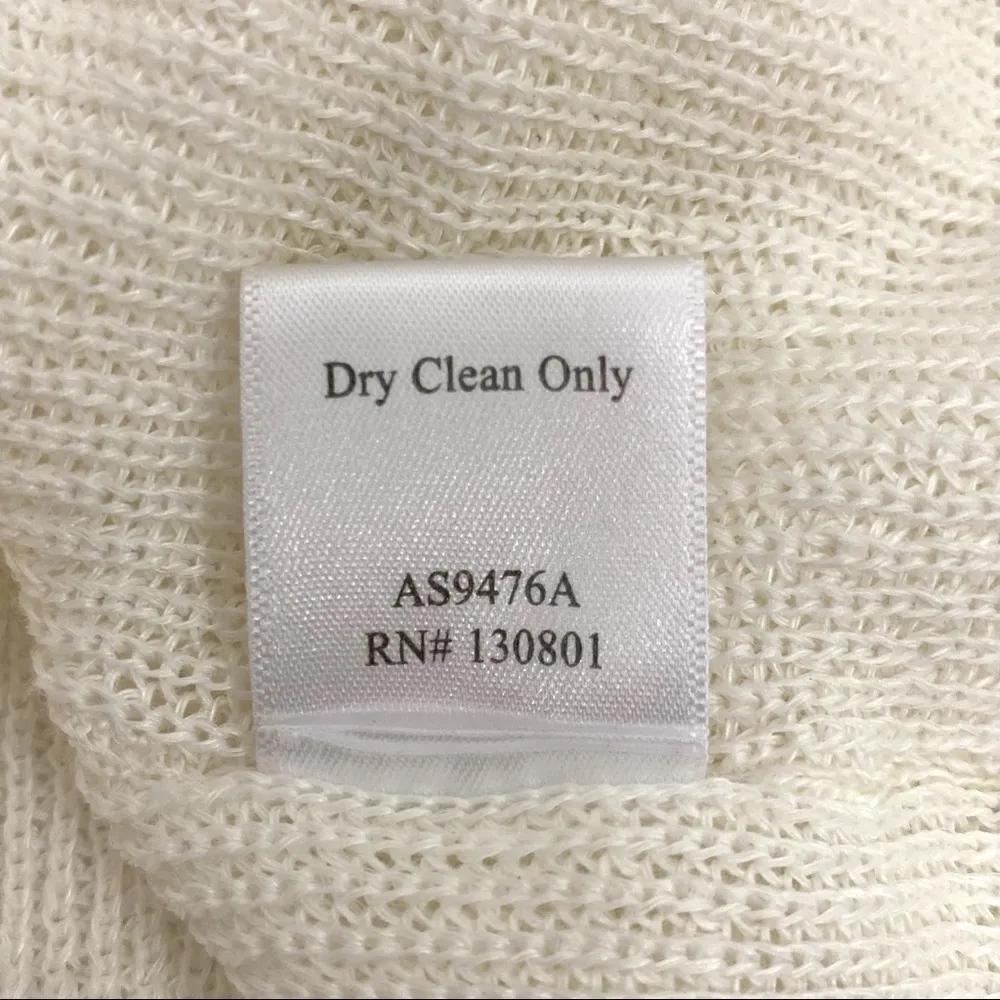 Dry Clean Only
AS9476A
RN# 130801